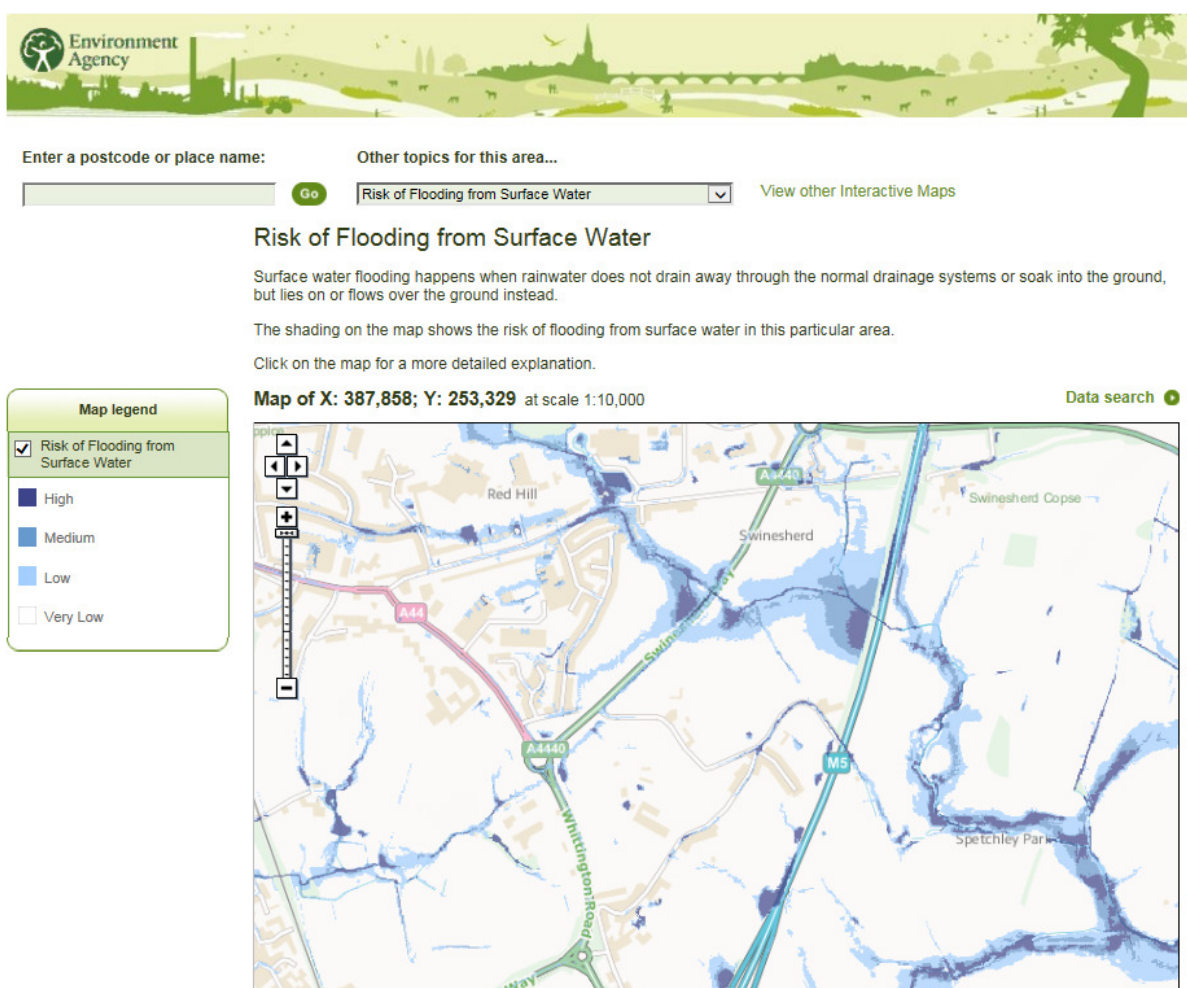 Environment
Agency
Enter a postcode or place name:
Other topics for this area...
Go
Risk of Flooding from Surface Water
View other Interactive Maps
Risk of Flooding from Surface Water
Surface water flooding happens when rainwater does not drain away through the normal drainage systems or soak into the ground,
but lies on or flows over the ground instead.
The shading on the map shows the risk of flooding from surface water in this particular area.
Click on the map for a more detailed explanation.
Map of X: 387,858; Y: 253,329 at scale 1:10,000
Data search
Map legend
Risk of Flooding from
Surface Water
High
Medium
Low
Very Low
Red Hill
A4440
Swinesherd Copse
Swinesherd
A44
Way
A4440
M5
Whittington Road
Spetchley Park
Way